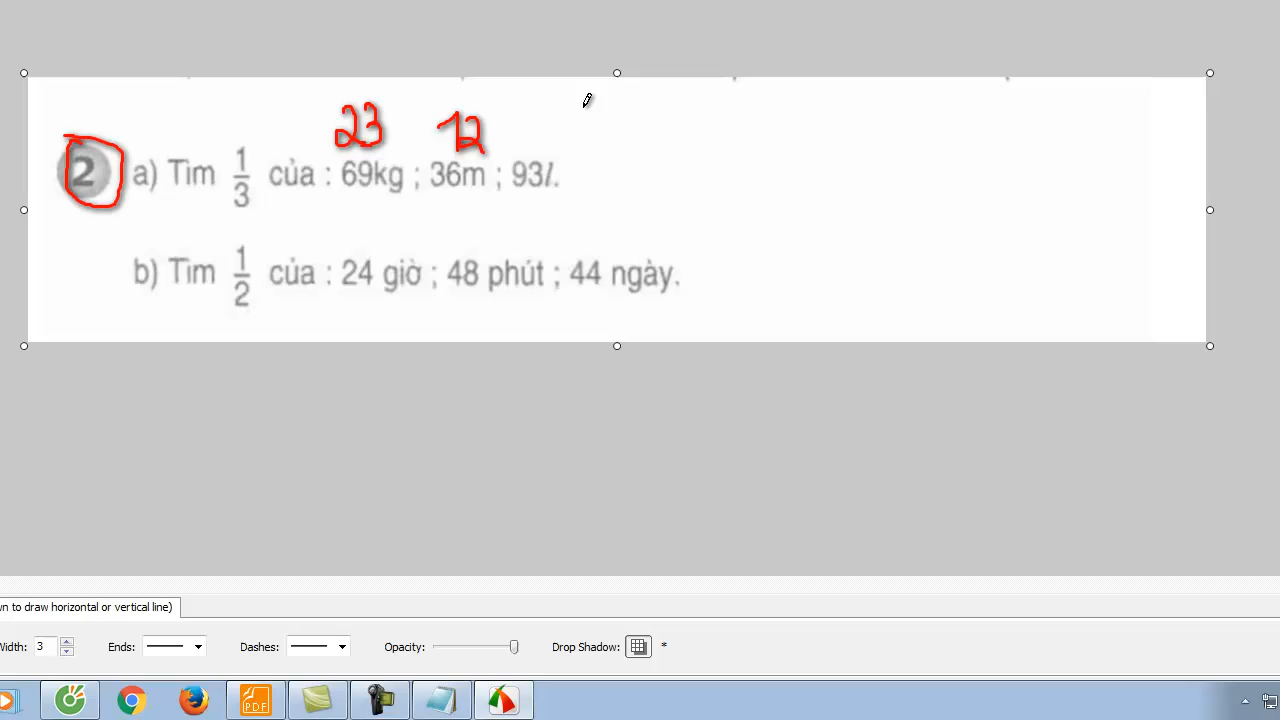 23 12
2 a) Tìm 1/3 của : 69kg ; 36m ; 93l.
b) Tìm 1/2 của : 24 giờ ; 48 phút ; 44 ngày.
wn to draw horizontal or vertical line)
Width: 3 Ends: Dashes: Opacity: Drop Shadow: *
PDF